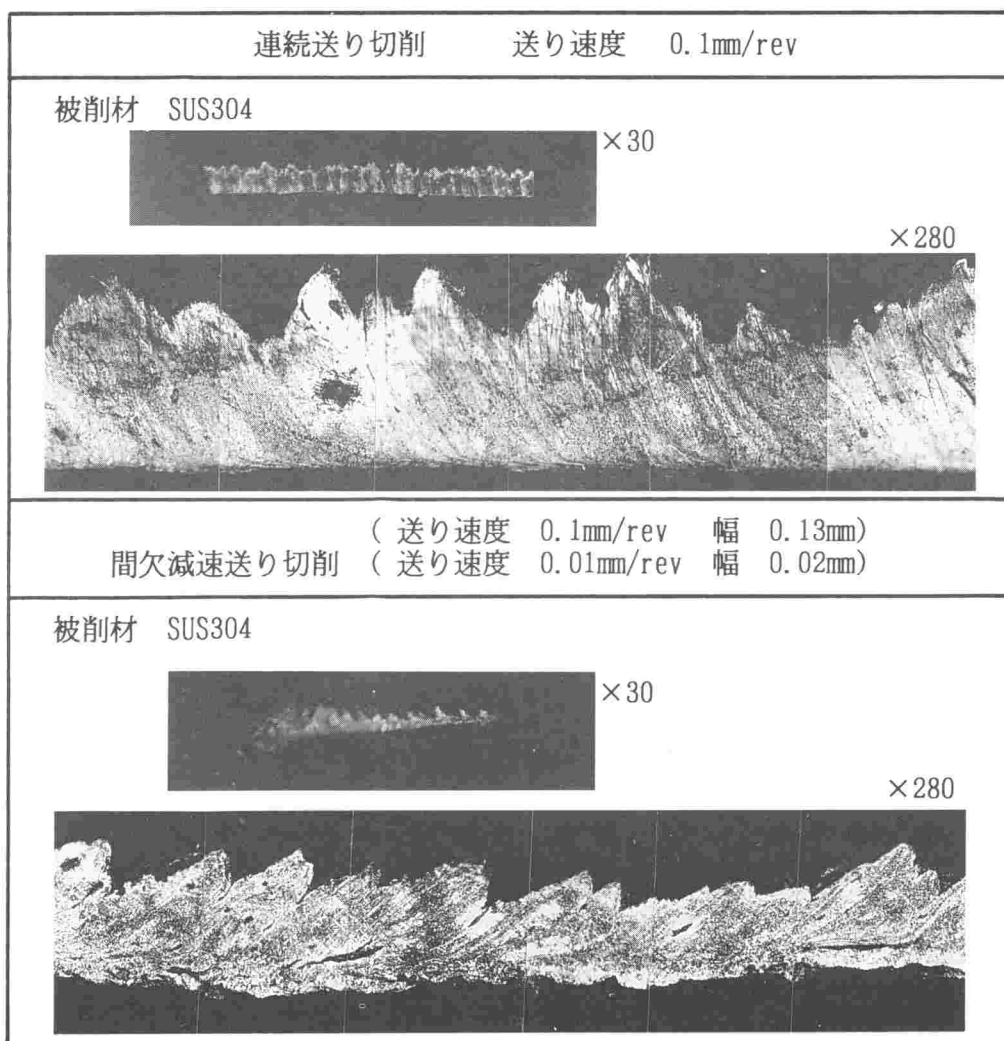 連続送り切削 送り速度 0.1mm/rev
被削材 SUS304
×30
×280
( 送り速度 0.1mm/rev 幅 0.13mm)
間欠減速送り切削 ( 送り速度 0.01mm/rev 幅 0.02mm)
被削材 SUS304
×30
×280